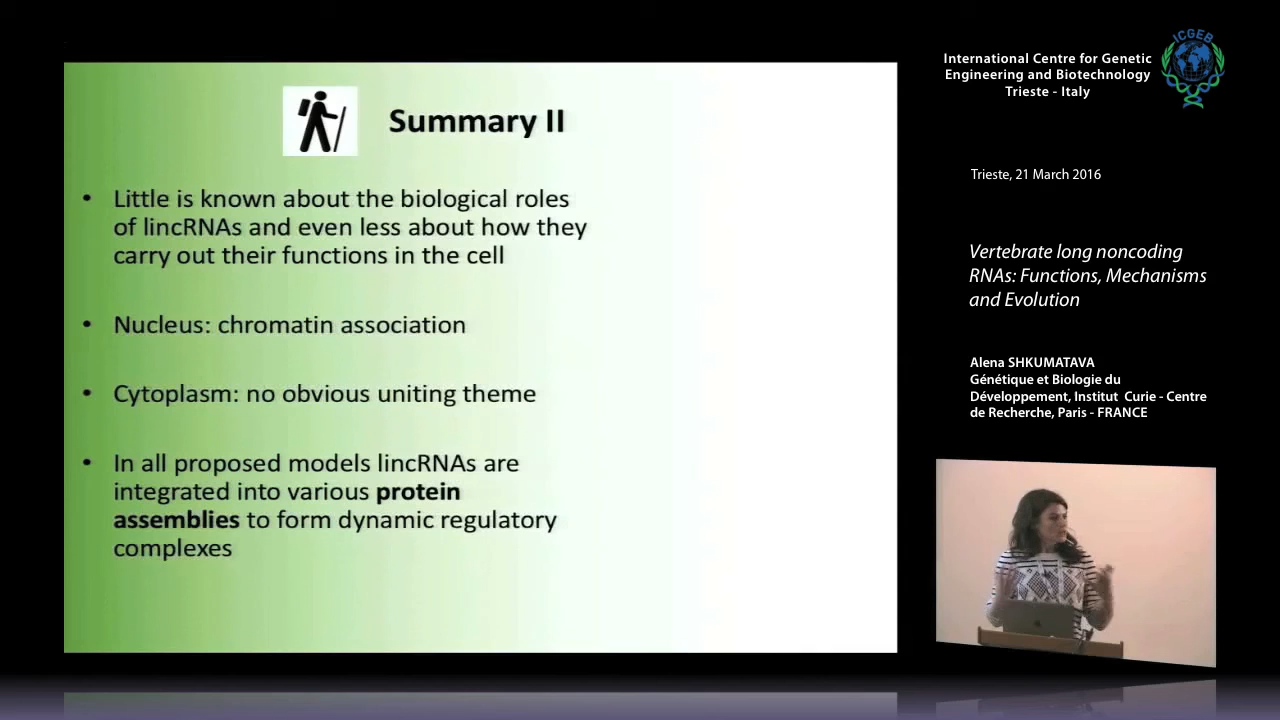 Summary II
• Little is known about the biological roles
of lincRNAs and even less about how they
carry out their functions in the cell
• Nucleus: chromatin association
• Cytoplasm: no obvious uniting theme
• In all proposed models lincRNAs are
integrated into various protein
assemblies to form dynamic regulatory
complexes
International Centre for Genetic
Engineering and Biotechnology
Trieste - Italy
ICGEB
Trieste, 21 March 2016
Vertebrate long noncoding
RNAs: Functions, Mechanisms
and Evolution
Alena SHKUMATAVA
Génétique et Biologie du
Développement, Institut Curie - Centre
de Recherche, Paris - FRANCE